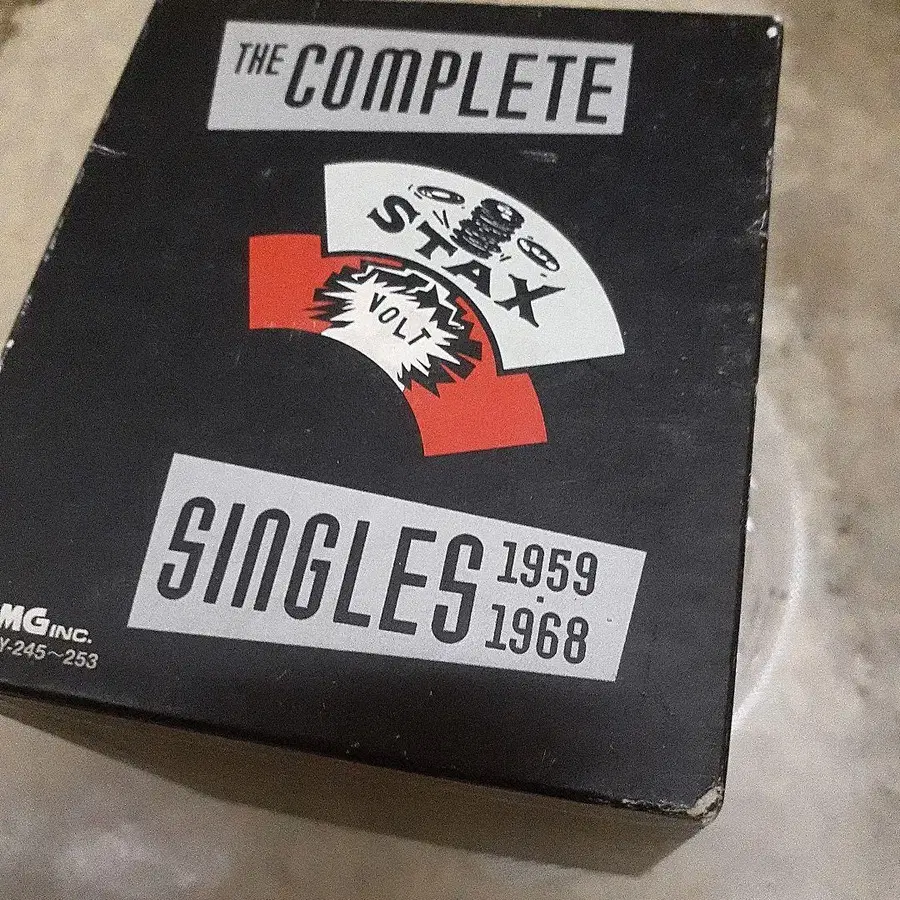 THE COMPLETE
STAX
VOLT
SINGLES 1959
-
1968
MG INC.
Y-245~253